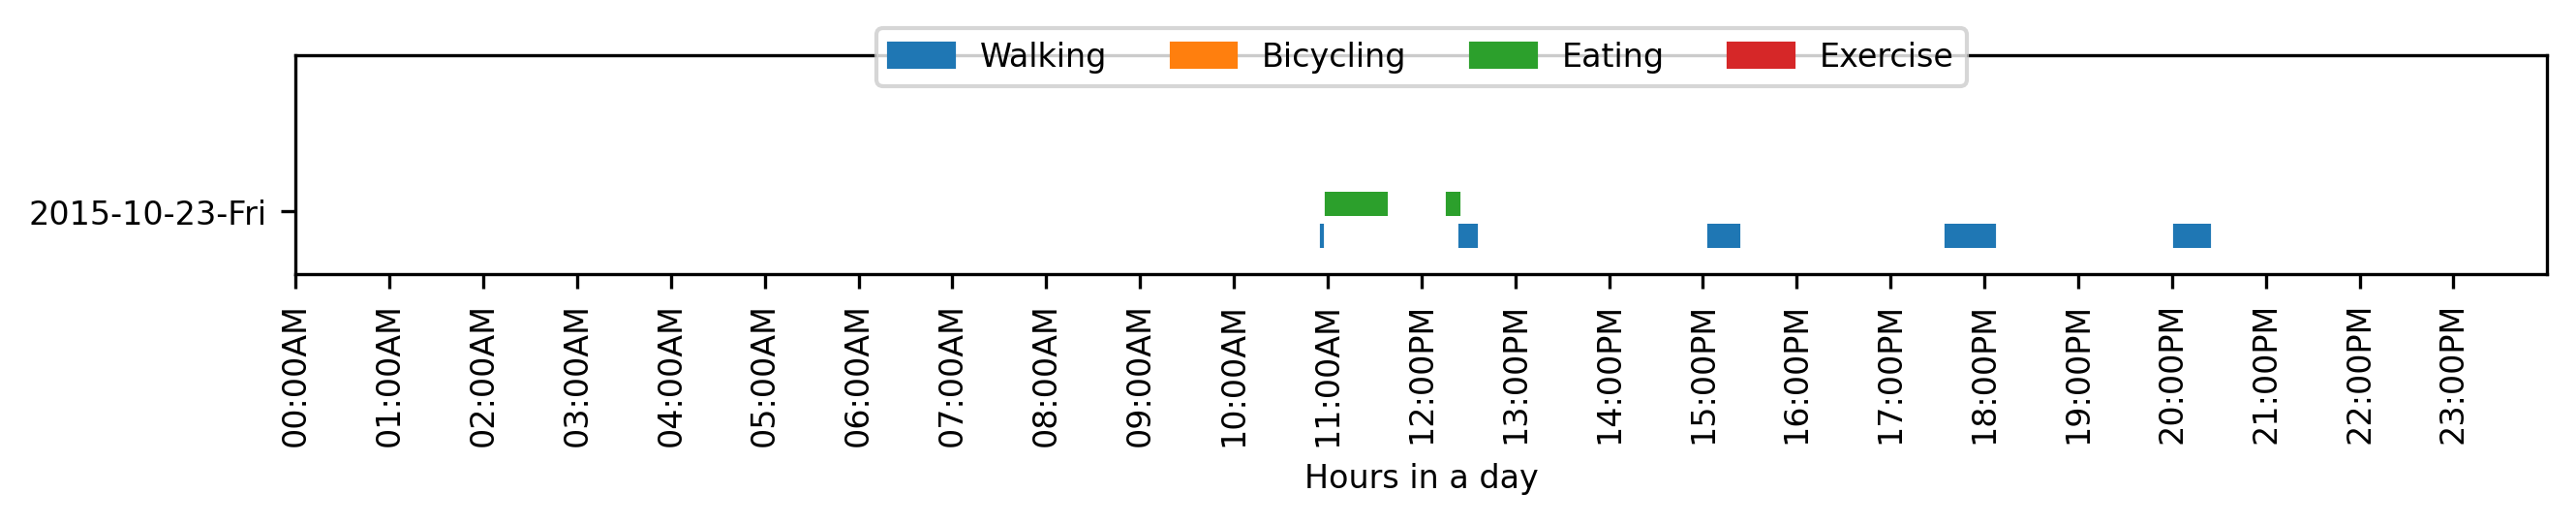 Walking Bicycling Eating Exercise
2015-10-23-Fri
00:00AM
01:00AM
02:00AM
03:00AM
04:00AM
05:00AM
06:00AM
07:00AM
08:00AM
09:00AM
10:00AM
11:00AM
12:00PM
13:00PM
14:00PM
15:00PM
16:00PM
17:00PM
18:00PM
19:00PM
20:00PM
21:00PM
22:00PM
23:00PM
Hours in a day